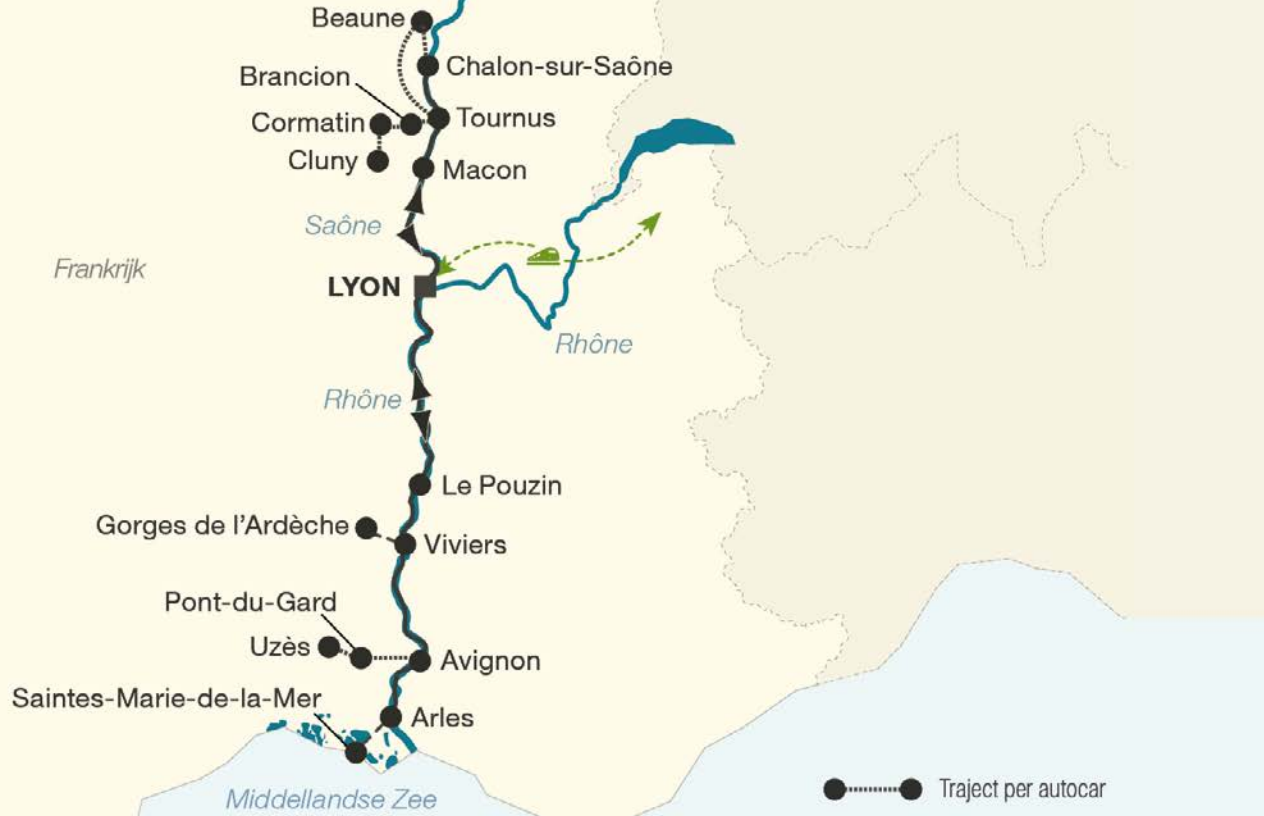 Beaune
Chalon-sur-Saône
Brancion
Cormatin
Tournus
Cluny
Macon
Saône
Frankrijk
LYON
Rhône
Rhône
Le Pouzin
Gorges de l'Ardèche
Viviers
Pont-du-Gard
Uzès
Avignon
Saintes-Marie-de-la-Mer
Arles
Middellandse Zee
Traject per autocar